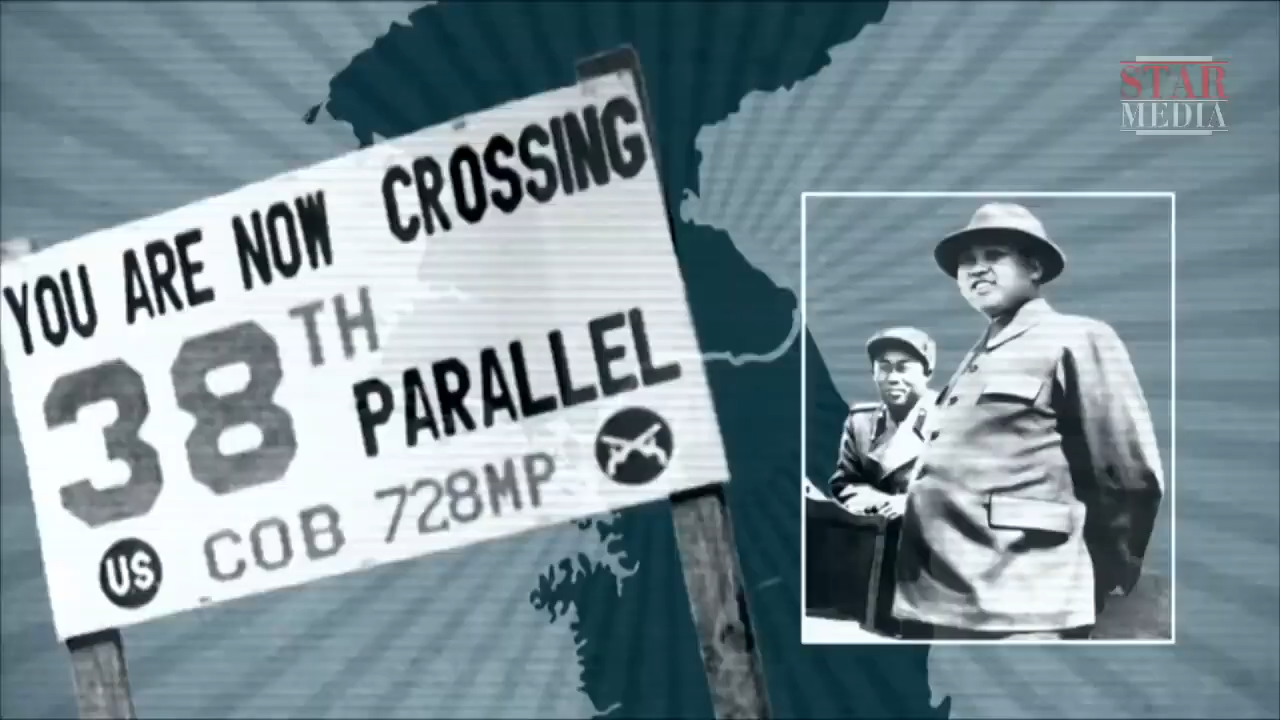 YOU ARE NOW CROSSING
38TH PARALLEL
US COB 728MP
STAR
MEDIA